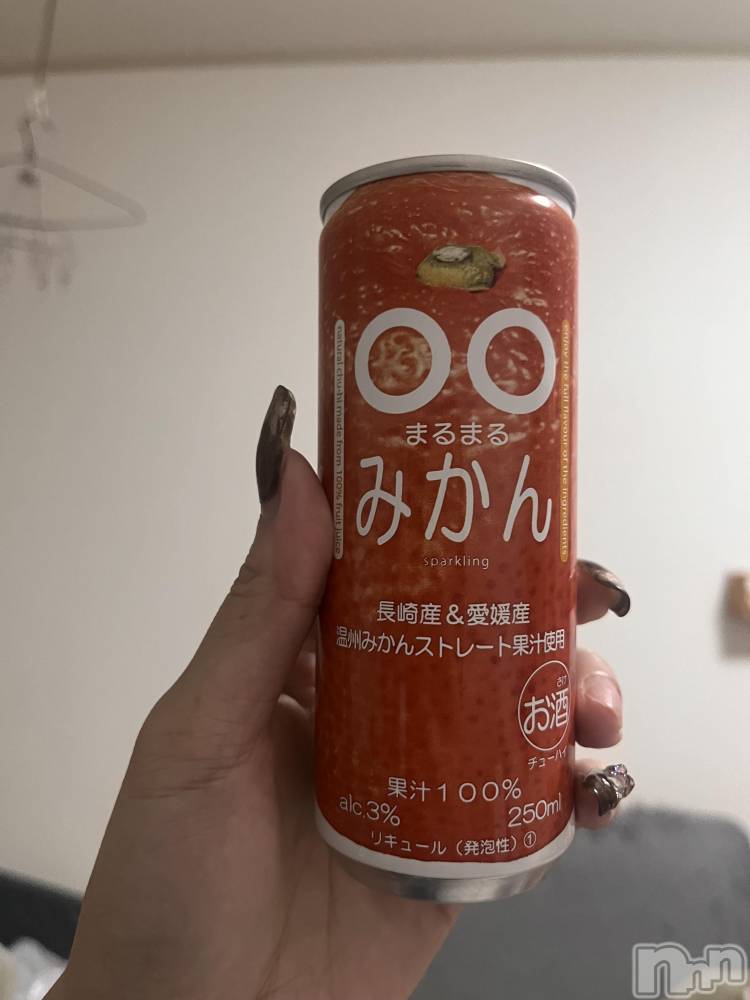 ○○
まるまる
みかん
sparkling
natural chu-hi made from 100% fruit juice
enjoy the full flavour of the ingredients
長崎産&愛媛産
温州みかんストレート果汁使用
さけ
お酒
チューハイ
果汁100%
alc.3%
250ml
リキュール(発泡性)①
nnn